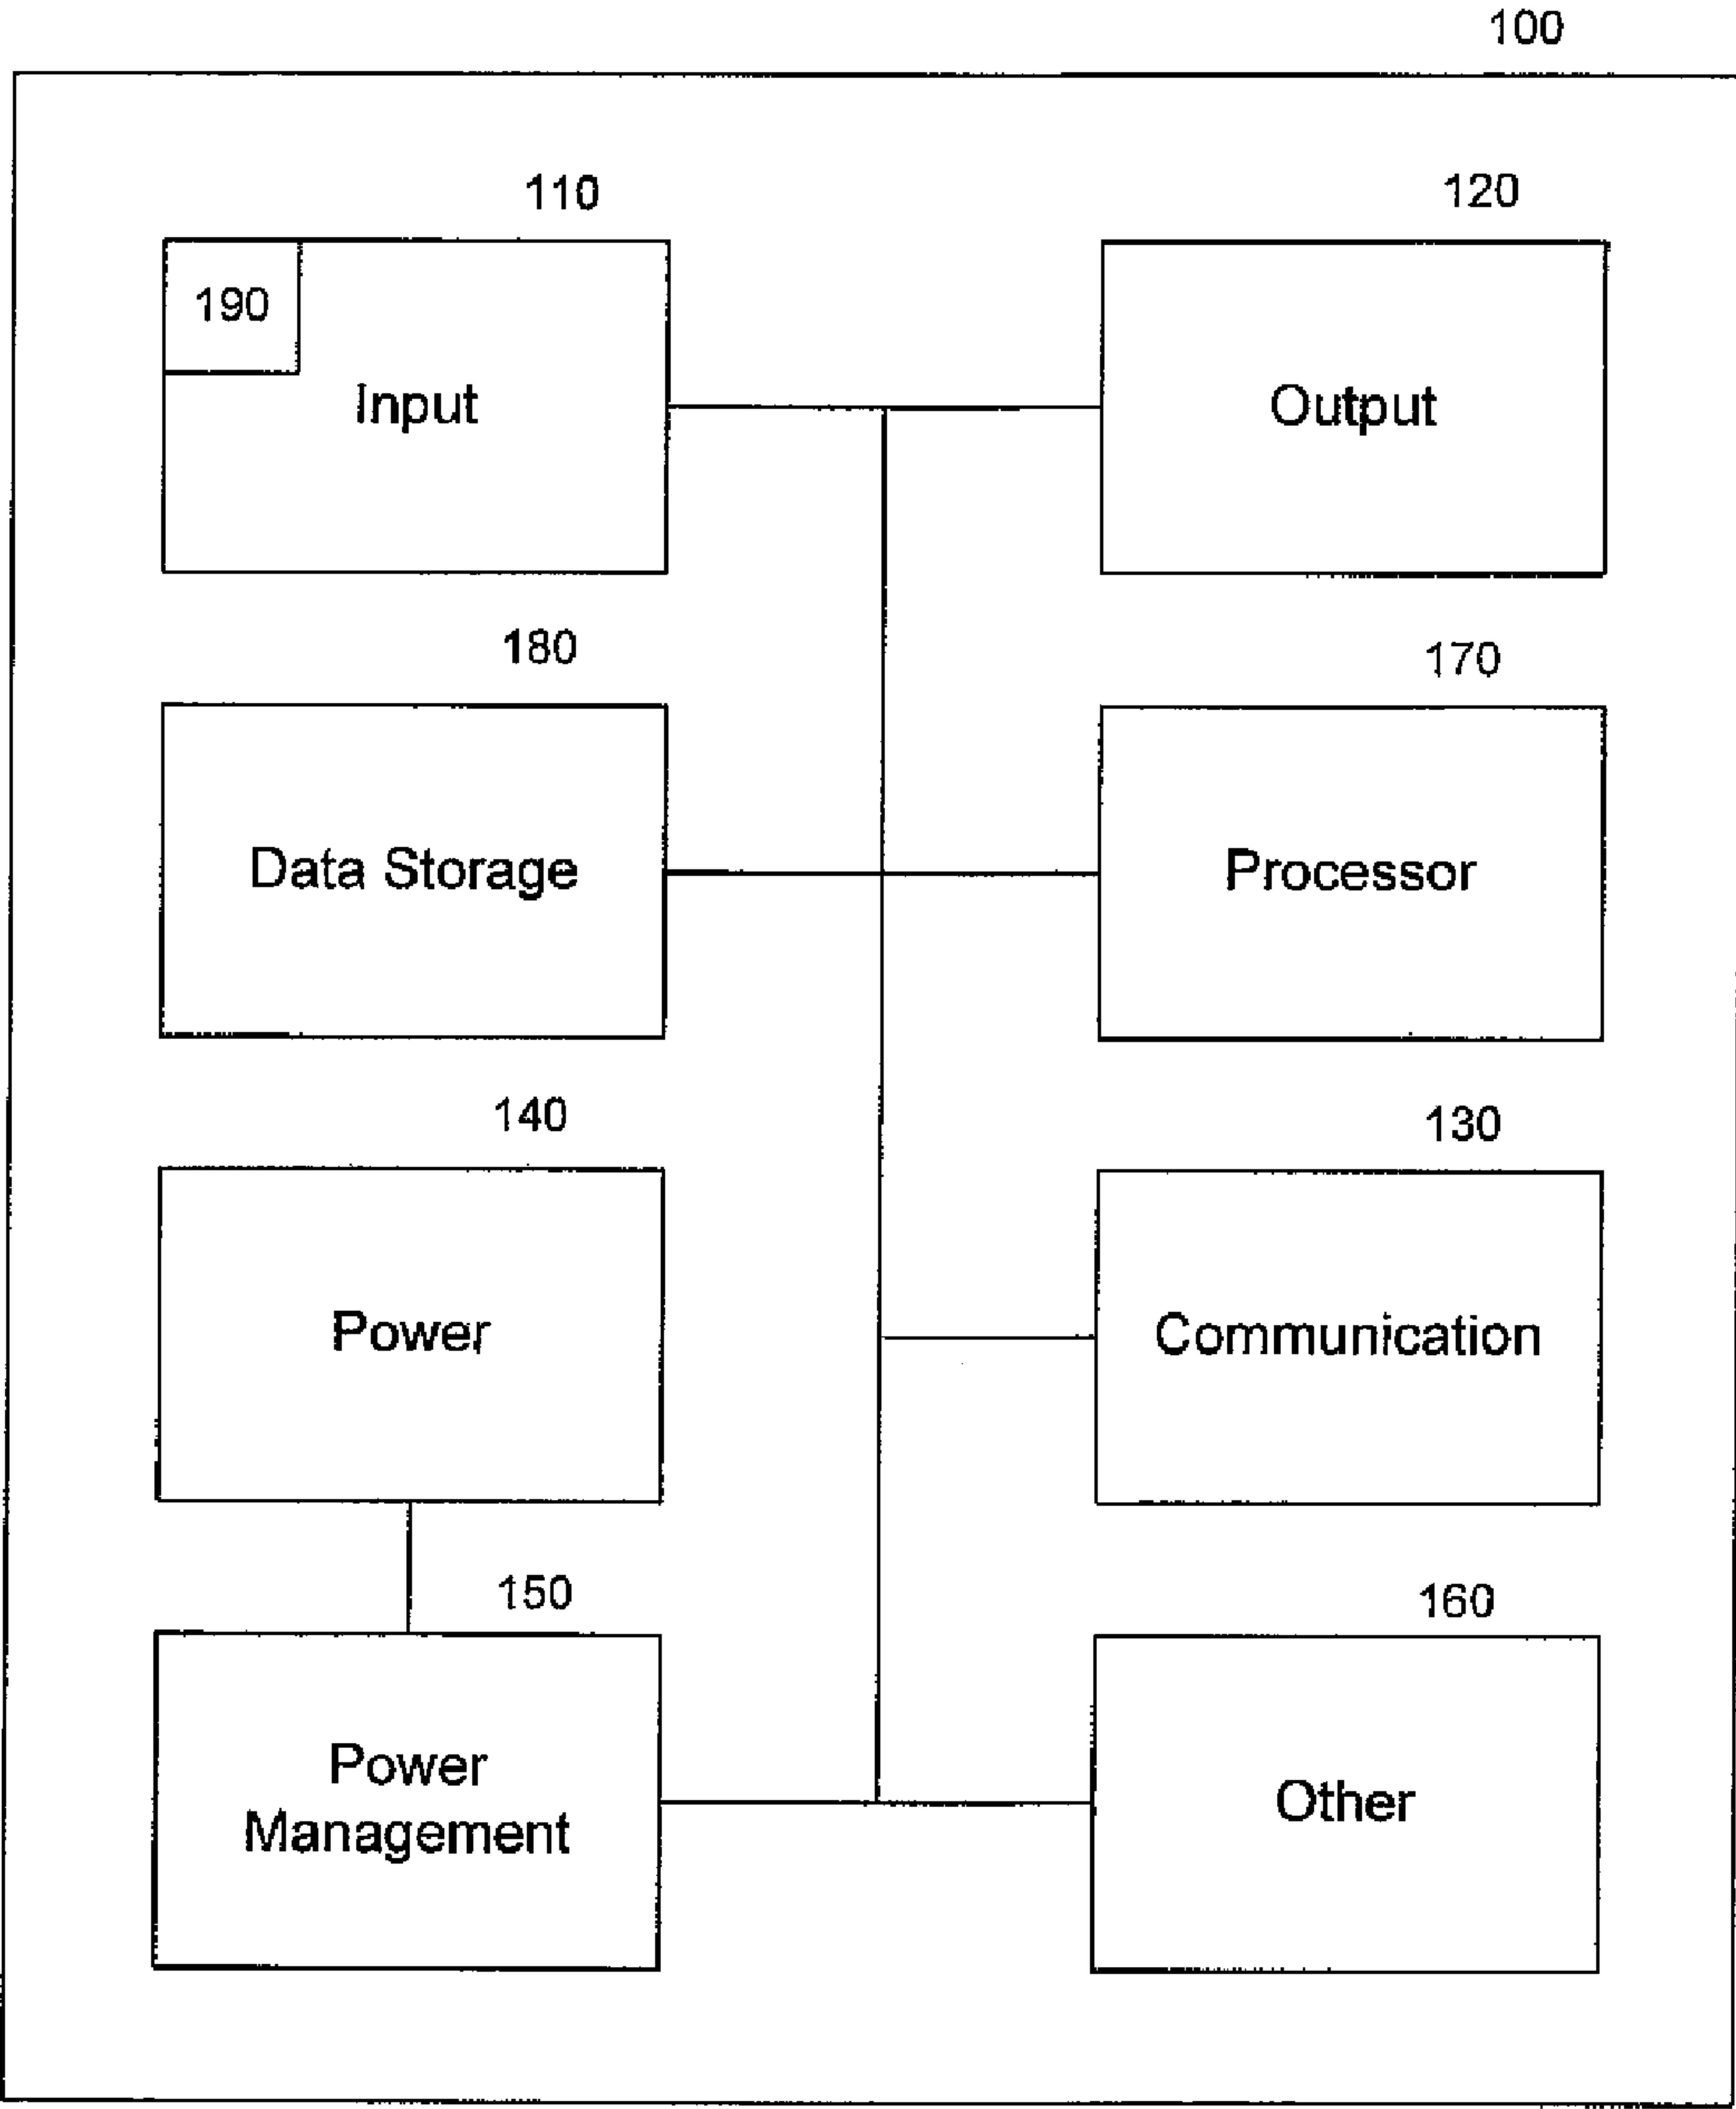 100
110
120
190
Input
Output
180
170
Data Storage
Processor
140
130
Power
Communication
150
160
Power
Management
Other